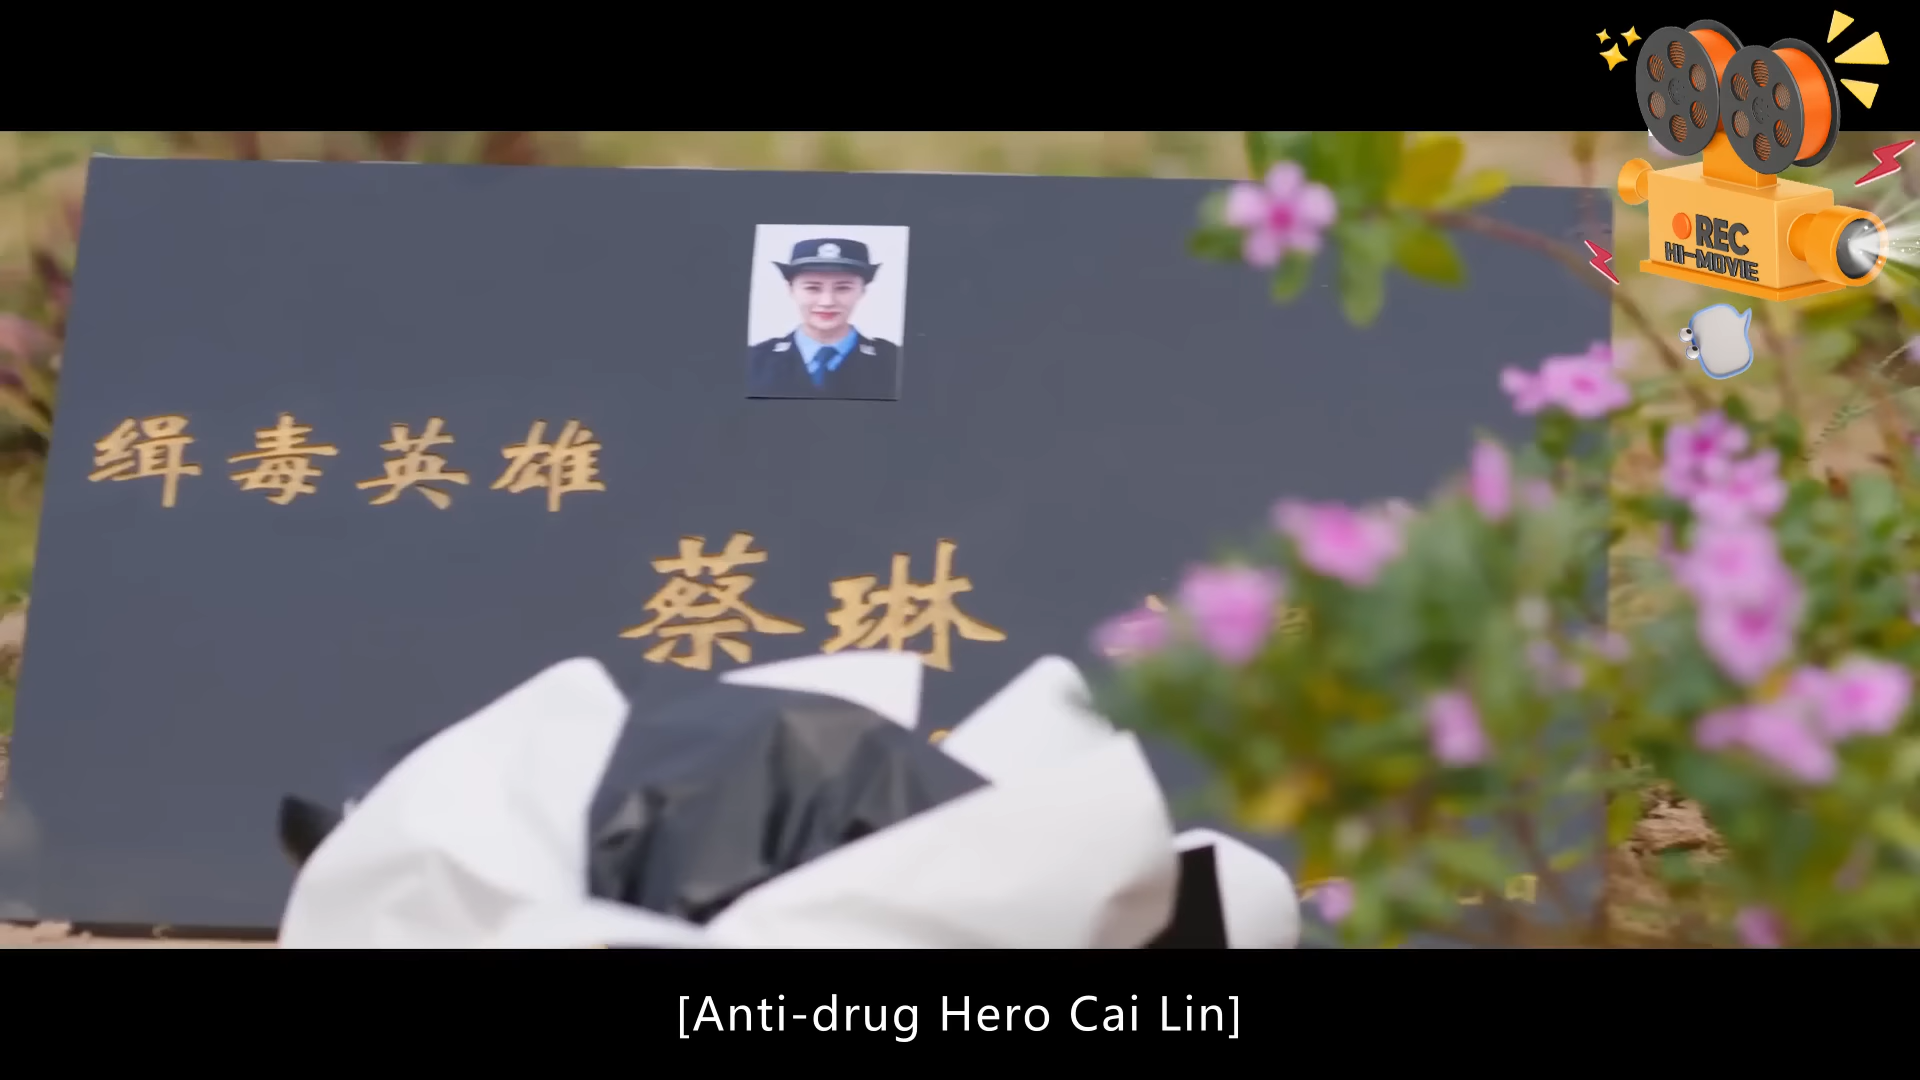 REC
HI-MOVIE
缉毒英雄
蔡琳
[Anti-drug Hero Cai Lin]